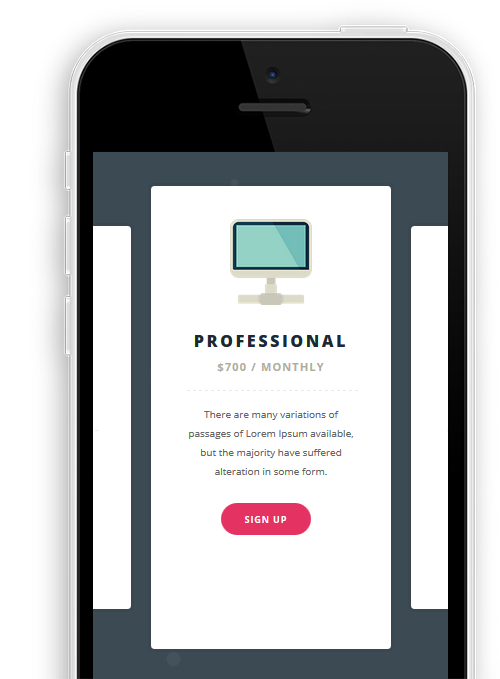 PROFESSIONAL
$700 / MONTHLY
There are many variations of
passages of Lorem Ipsum available,
but the majority have suffered
alteration in some form.
SIGN UP